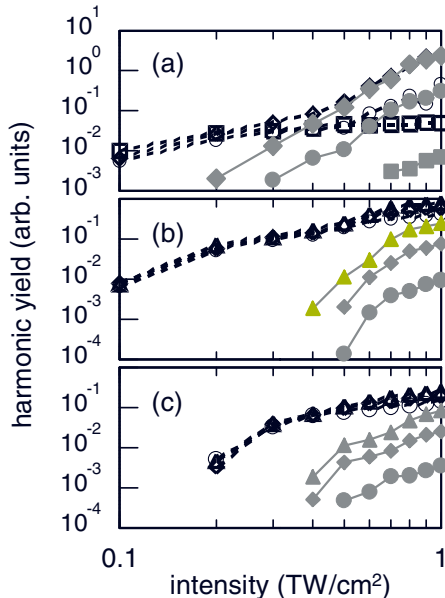 10^1
(a)
10^0
10^-1
10^-2
10^-3
(b)
10^-1
10^-2
10^-3
10^-4
(c)
10^-1
10^-2
10^-3
10^-4
harmonic yield (arb. units)
0.1 1
intensity (TW/cm^2)